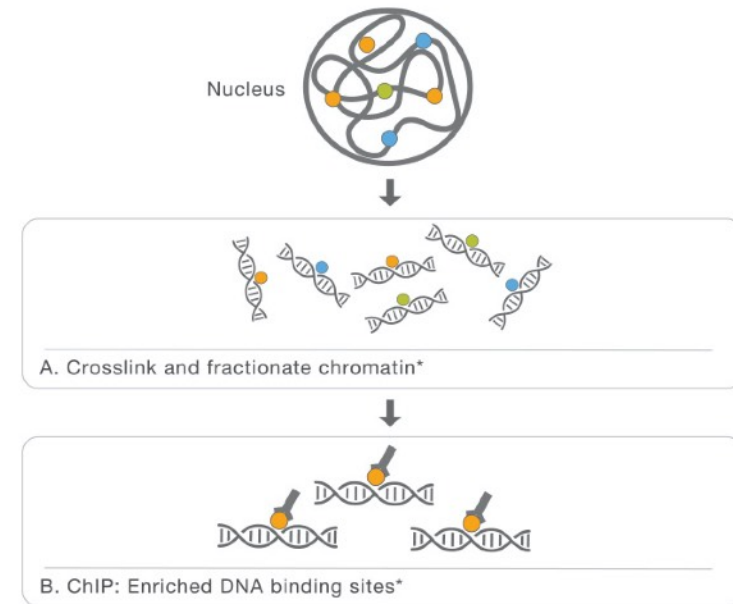 Nucleus
A. Crosslink and fractionate chromatin*
B. ChIP: Enriched DNA binding sites*